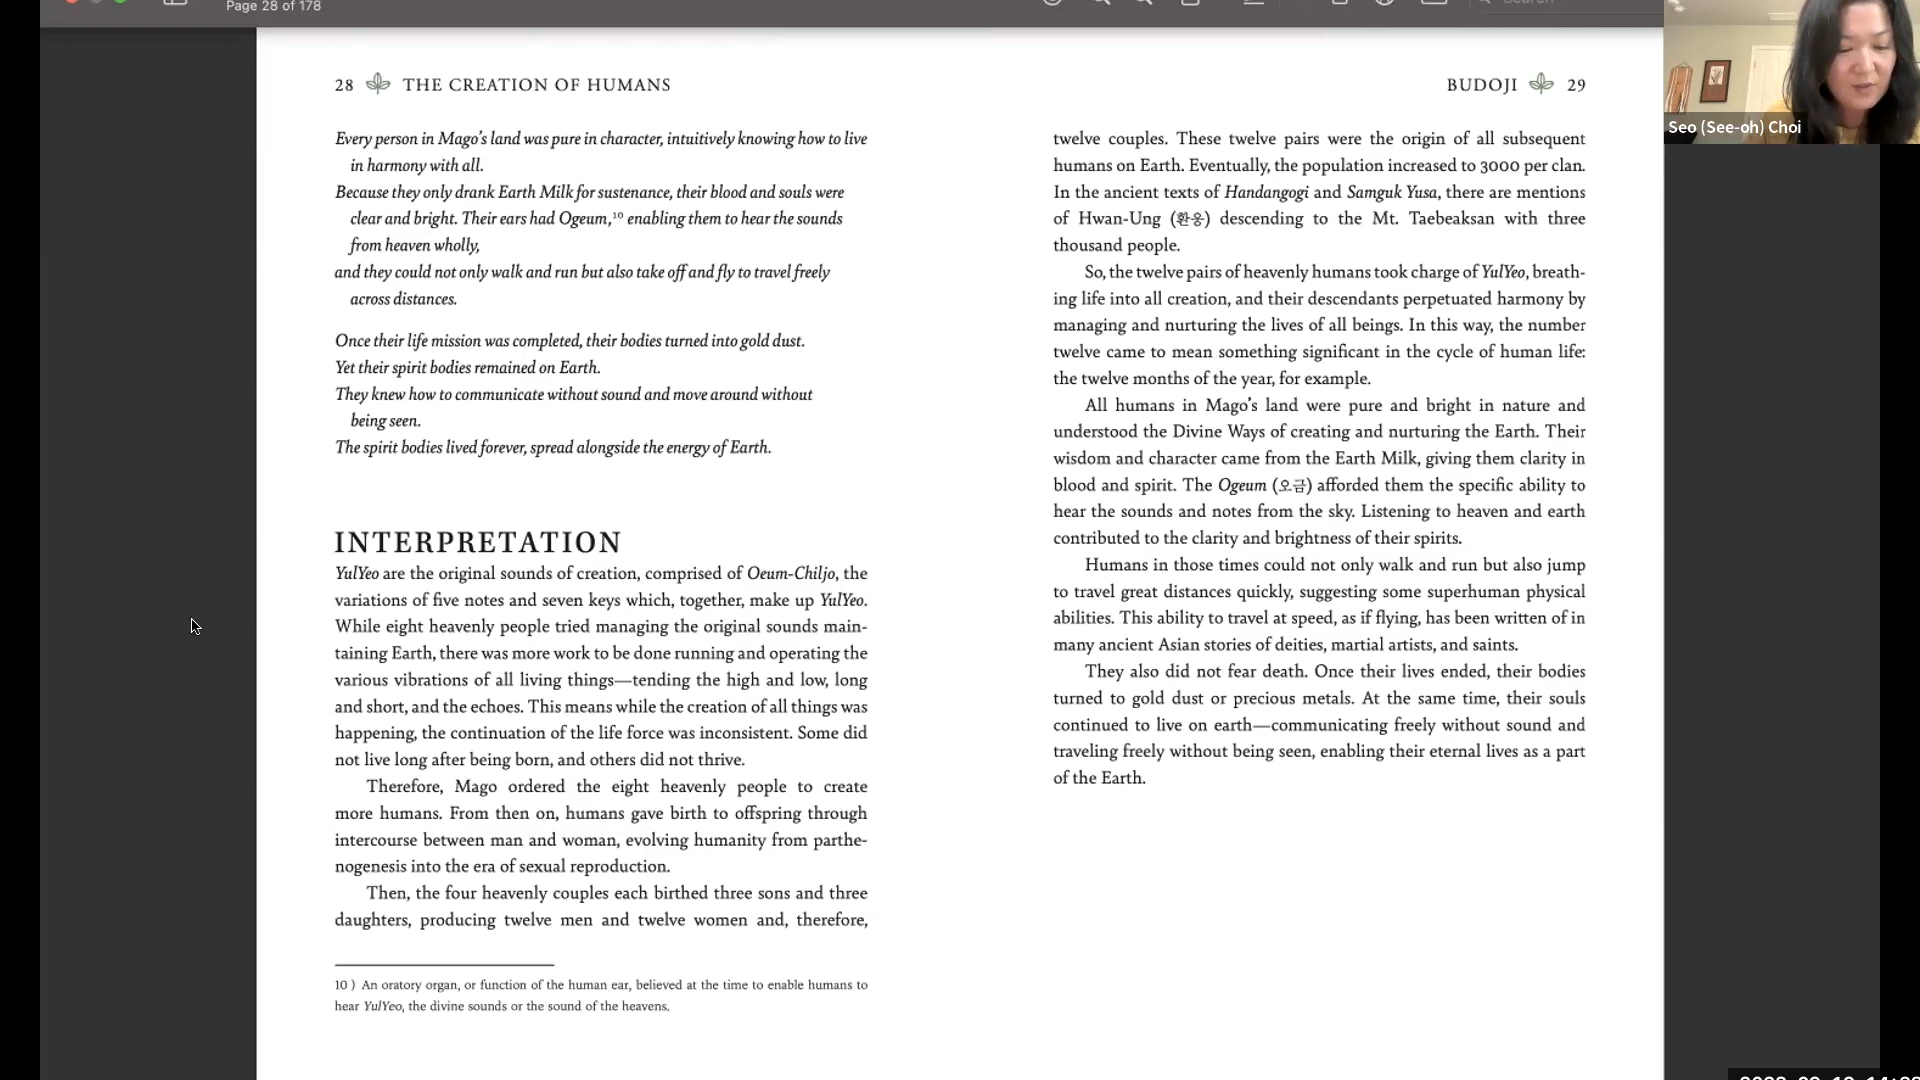 Page 28 of 178
Search
Seo (See-oh) Choi
28 THE CREATION OF HUMANS
Every person in Mago's land was pure in character, intuitively knowing how to live
in harmony with all.
Because they only drank Earth Milk for sustenance, their blood and souls were
clear and bright. Their ears had Ogeum,¹⁰ enabling them to hear the sounds
from heaven wholly,
and they could not only walk and run but also take off and fly to travel freely
across distances.
Once their life mission was completed, their bodies turned into gold dust.
Yet their spirit bodies remained on Earth.
They knew how to communicate without sound and move around without
being seen.
The spirit bodies lived forever, spread alongside the energy of Earth.
INTERPRETATION
YulYeo are the original sounds of creation, comprised of Oeum-Chiljo, the
variations of five notes and seven keys which, together, make up YulYeo.
While eight heavenly people tried managing the original sounds main-
taining Earth, there was more work to be done running and operating the
various vibrations of all living things—tending the high and low, long
and short, and the echoes. This means while the creation of all things was
happening, the continuation of the life force was inconsistent. Some did
not live long after being born, and others did not thrive.
Therefore, Mago ordered the eight heavenly people to create
more humans. From then on, humans gave birth to offspring through
intercourse between man and woman, evolving humanity from parthe-
nogenesis into the era of sexual reproduction.
Then, the four heavenly couples each birthed three sons and three
daughters, producing twelve men and twelve women and, therefore,
10 ) An oratory organ, or function of the human ear, believed at the time to enable humans to
hear YulYeo, the divine sounds or the sound of the heavens.
BUDOJI 29
twelve couples. These twelve pairs were the origin of all subsequent
humans on Earth. Eventually, the population increased to 3000 per clan.
In the ancient texts of Handangogi and Samguk Yusa, there are mentions
of Hwan-Ung (환웅) descending to the Mt. Taebeaksan with three
thousand people.
So, the twelve pairs of heavenly humans took charge of YulYeo, breath-
ing life into all creation, and their descendants perpetuated harmony by
managing and nurturing the lives of all beings. In this way, the number
twelve came to mean something significant in the cycle of human life:
the twelve months of the year, for example.
All humans in Mago's land were pure and bright in nature and
understood the Divine Ways of creating and nurturing the Earth. Their
wisdom and character came from the Earth Milk, giving them clarity in
blood and spirit. The Ogeum (오금) afforded them the specific ability to
hear the sounds and notes from the sky. Listening to heaven and earth
contributed to the clarity and brightness of their spirits.
Humans in those times could not only walk and run but also jump
to travel great distances quickly, suggesting some superhuman physical
abilities. This ability to travel at speed, as if flying, has been written of in
many ancient Asian stories of deities, martial artists, and saints.
They also did not fear death. Once their lives ended, their bodies
turned to gold dust or precious metals. At the same time, their souls
continued to live on earth—communicating freely without sound and
traveling freely without being seen, enabling their eternal lives as a part
of the Earth.